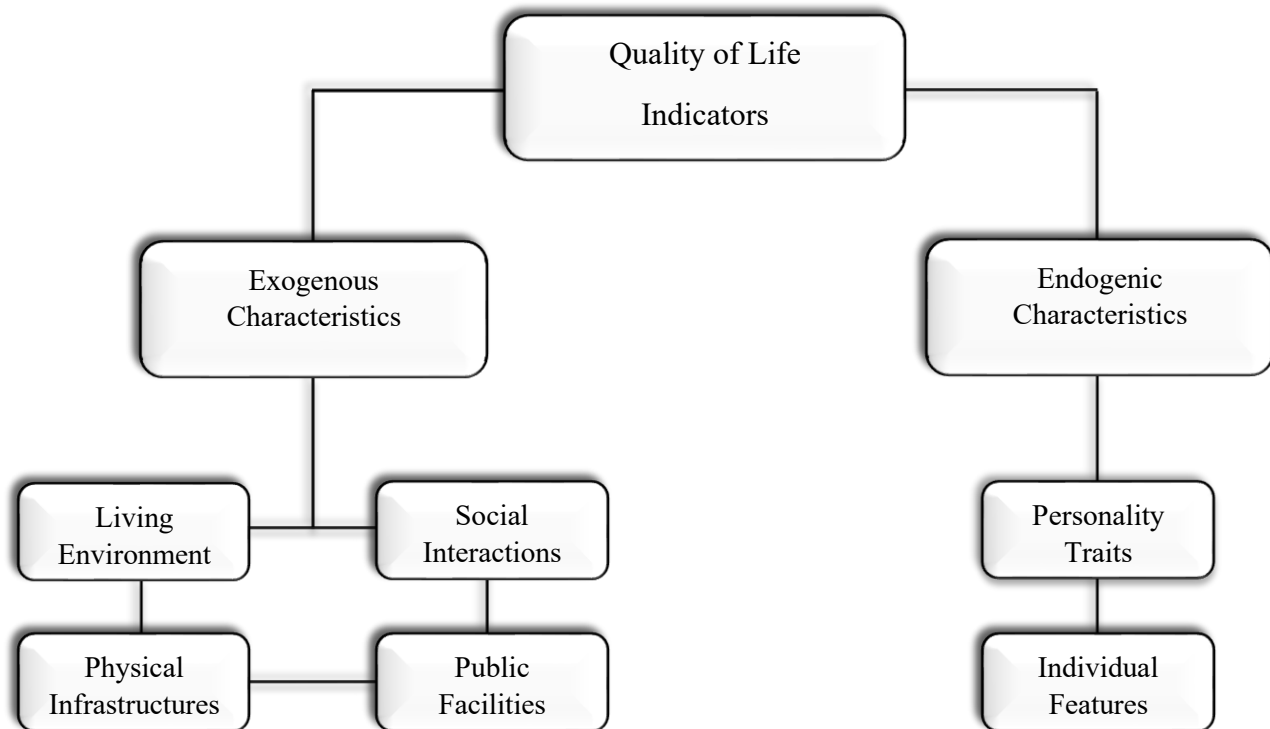 Quality of Life
Indicators
Exogenous
Characteristics
Endogenic
Characteristics
Living
Environment
Social
Interactions
Personality
Traits
Physical
Infrastructures
Public
Facilities
Individual
Features